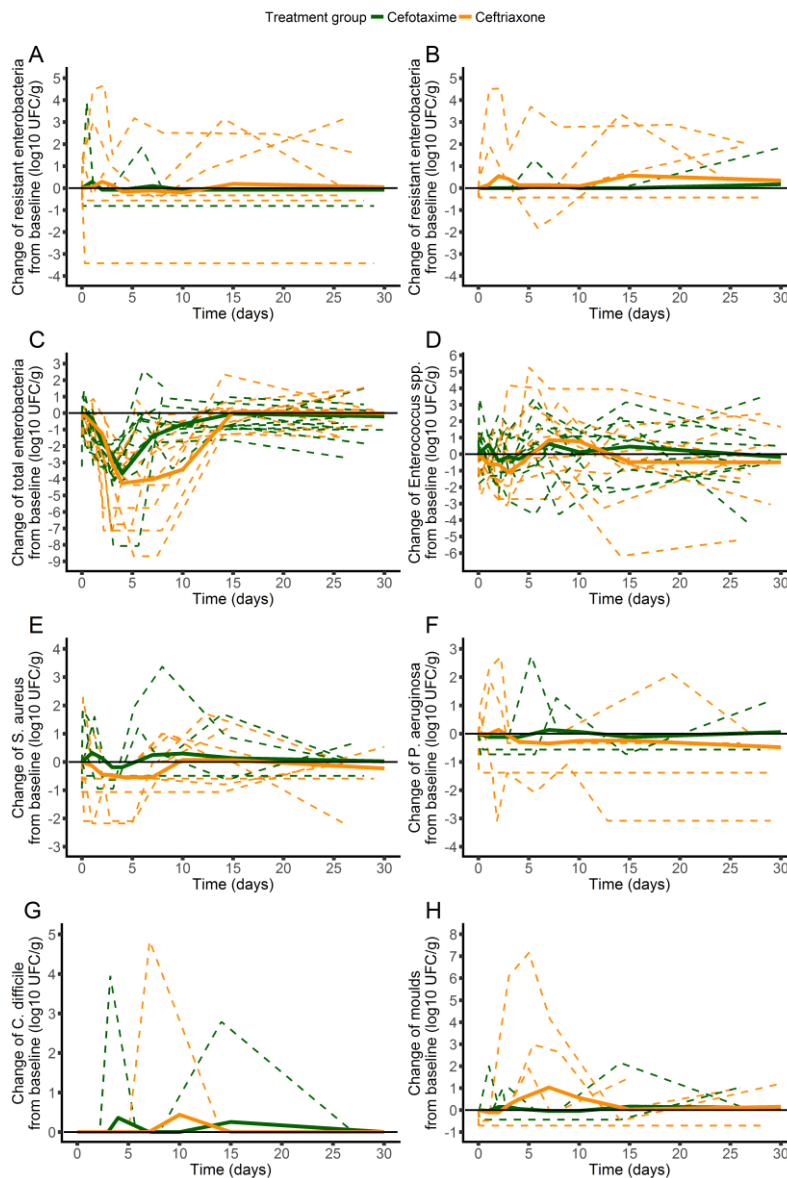 Treatment group Cefotaxime Ceftriaxone
A
Change of resistant enterobacteria
from baseline (log10 UFC/g)
5
4
3
2
1
0
-1
-2
-3
-4
0 5 10 15 20 25 30
Time (days)
B
Change of resistant enterobacteria
from baseline (log10 UFC/g)
5
4
3
2
1
0
-1
-2
-3
-4
0 5 10 15 20 25 30
Time (days)
C
Change of total enterobacteria
from baseline (log10 UFC/g)
3
2
1
0
-1
-2
-3
-4
-5
-6
-7
-8
-9
0 5 10 15 20 25 30
Time (days)
D
Change of Enterococcus spp.
from baseline (log10 UFC/g)
6
5
4
3
2
1
0
-1
-2
-3
-4
-5
-6
0 5 10 15 20 25 30
Time (days)
E
Change of S. aureus
from baseline (log10 UFC/g)
4
3
2
1
0
-1
-2
-3
0 5 10 15 20 25 30
Time (days)
F
Change of P. aeruginosa
from baseline (log10 UFC/g)
3
2
1
0
-1
-2
-3
-4
0 5 10 15 20 25 30
Time (days)
G
Change of C. difficile
from baseline (log10 UFC/g)
5
4
3
2
1
0
0 5 10 15 20 25 30
Time (days)
H
Change of moulds
from baseline (log10 UFC/g)
8
7
6
5
4
3
2
1
0
-1
0 5 10 15 20 25 30
Time (days)